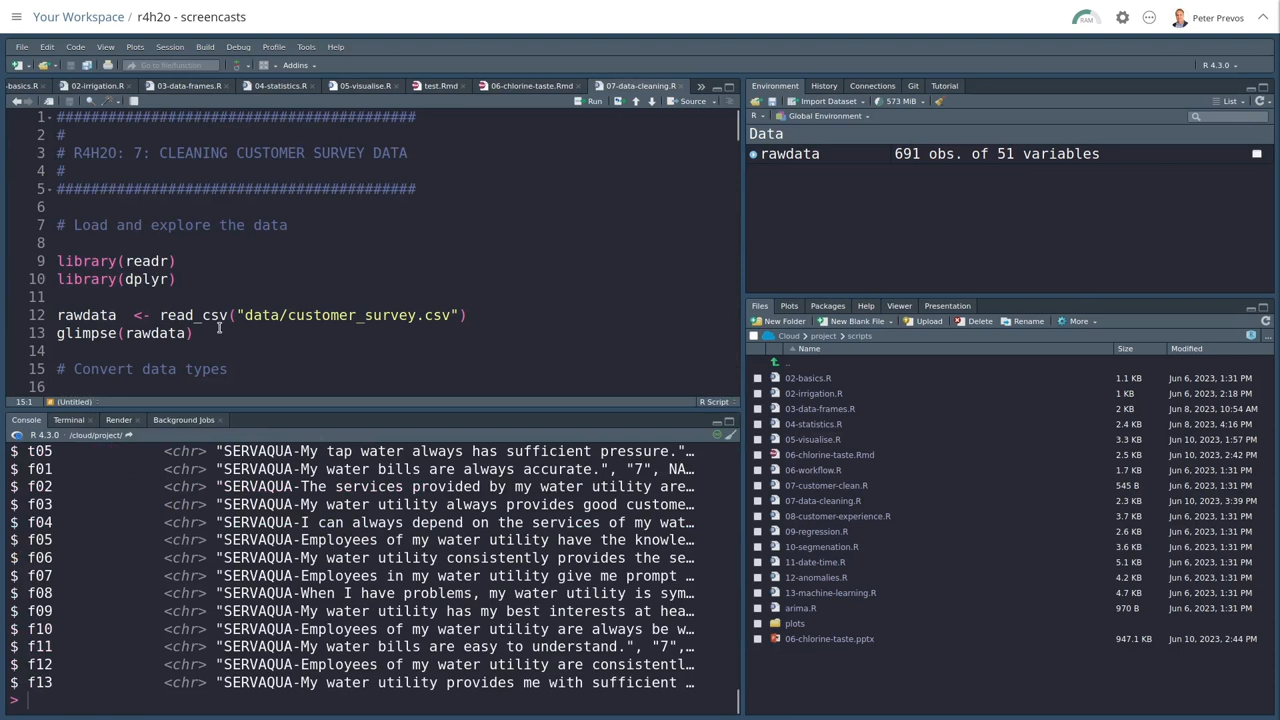 Your Workspace / r4h2o - screencasts
RAM
Peter Prevos
File Edit Code View Plots Session Build Debug Profile Tools Help
Go to file/function Addins R 4.3.0
-basics.R 02-irrigation.R 03-data-frames.R 04-statistics.R 05-visualise.R test.Rmd 06-chlorine-taste.Rmd 07-data-cleaning.R
Run Source
1 ##########################################
2 #
3 # R4H2O: 7: CLEANING CUSTOMER SURVEY DATA
4 #
5 ##########################################
6
7 # Load and explore the data
8
9 library(readr)
10 library(dplyr)
11
12 rawdata <- read_csv("data/customer_survey.csv")
13 glimpse(rawdata)
14
15 # Convert data types
16
15:1 (Untitled) R Script
Console Terminal Render Background Jobs
R 4.3.0 · /cloud/project/
$ t05 <chr> "SERVAQUA-My tap water always has sufficient pressure."…
$ f01 <chr> "SERVAQUA-My water bills are always accurate.", "7", NA…
$ f02 <chr> "SERVAQUA-The services provided by my water utility are…
$ f03 <chr> "SERVAQUA-My water utility always provides good custome…
$ f04 <chr> "SERVAQUA-I can always depend on the services of my wat…
$ f05 <chr> "SERVAQUA-Employees of my water utility have the knowle…
$ f06 <chr> "SERVAQUA-My water utility consistently provides the se…
$ f07 <chr> "SERVAQUA-Employees in my water utility give me prompt …
$ f08 <chr> "SERVAQUA-When I have problems, my water utility is sym…
$ f09 <chr> "SERVAQUA-My water utility has my best interests at hea…
$ f10 <chr> "SERVAQUA-Employees of my water utility are always be w…
$ f11 <chr> "SERVAQUA-My water bills are easy to understand.", "7",…
$ f12 <chr> "SERVAQUA-Employees of my water utility are consistentl…
$ f13 <chr> "SERVAQUA-My water utility provides me with sufficient …
>
Environment History Connections Git Tutorial
Import Dataset 573 MiB List
R Global Environment
Data
rawdata 691 obs. of 51 variables
Files Plots Packages Help Viewer Presentation
New Folder New Blank File Upload Delete Rename More
Cloud project scripts
Name Size Modified
..
02-basics.R 1.1 KB Jun 6, 2023, 1:31 PM
02-irrigation.R 1 KB Jun 6, 2023, 2:18 PM
03-data-frames.R 2 KB Jun 8, 2023, 10:54 AM
04-statistics.R 2.4 KB Jun 8, 2023, 4:16 PM
05-visualise.R 3.3 KB Jun 10, 2023, 1:57 PM
06-chlorine-taste.Rmd 2.5 KB Jun 10, 2023, 2:42 PM
06-workflow.R 1.7 KB Jun 6, 2023, 1:31 PM
07-customer-clean.R 545 B Jun 6, 2023, 1:31 PM
07-data-cleaning.R 2.3 KB Jun 10, 2023, 3:39 PM
08-customer-experience.R 3.7 KB Jun 6, 2023, 1:31 PM
09-regression.R 2.6 KB Jun 6, 2023, 1:31 PM
10-segmenation.R 3.6 KB Jun 6, 2023, 1:31 PM
11-date-time.R 5.1 KB Jun 6, 2023, 1:31 PM
12-anomalies.R 4.2 KB Jun 6, 2023, 1:31 PM
13-machine-learning.R 4.7 KB Jun 6, 2023, 1:31 PM
arima.R 970 B Jun 6, 2023, 1:31 PM
plots
06-chlorine-taste.pptx 947.1 KB Jun 10, 2023, 2:44 PM